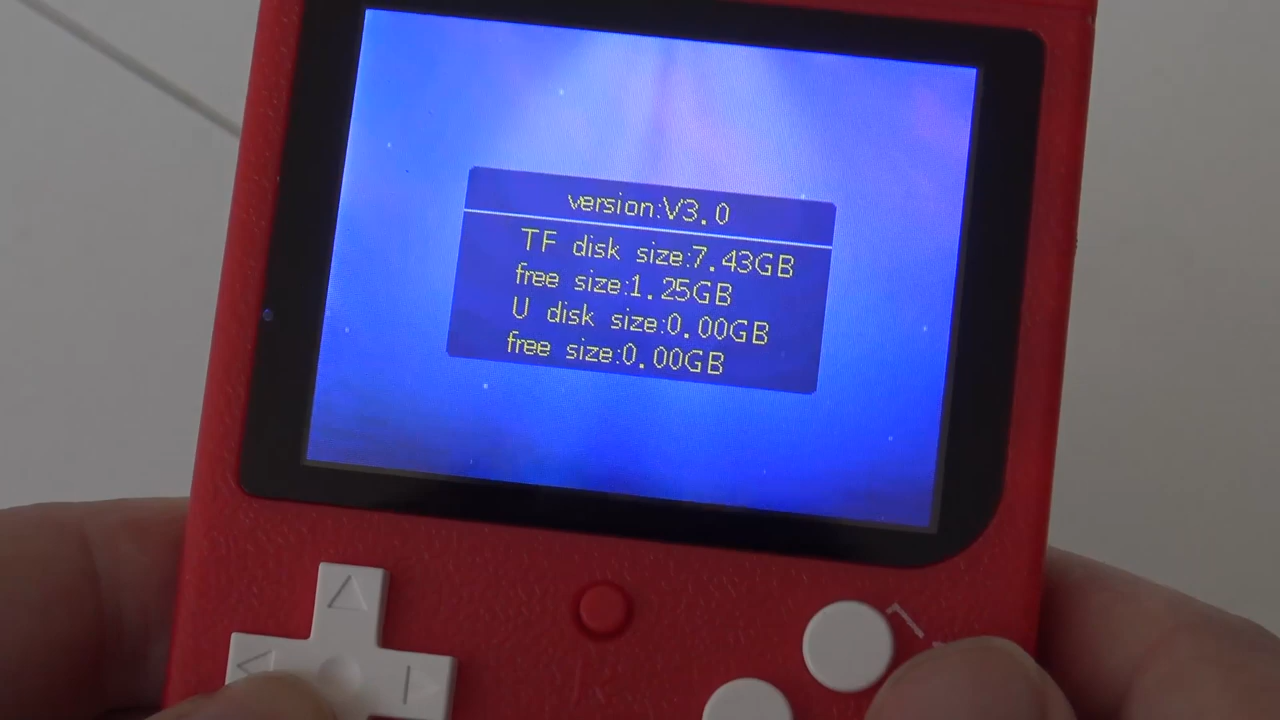 version:V3.0
TF disk size:7.43GB
free size:1.25GB
U disk size:0.00GB
free size:0.00GB